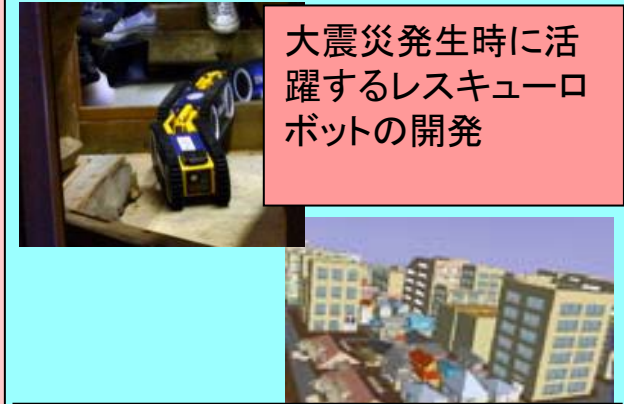 大震災発生時に活
躍するレスキューロ
ボットの開発